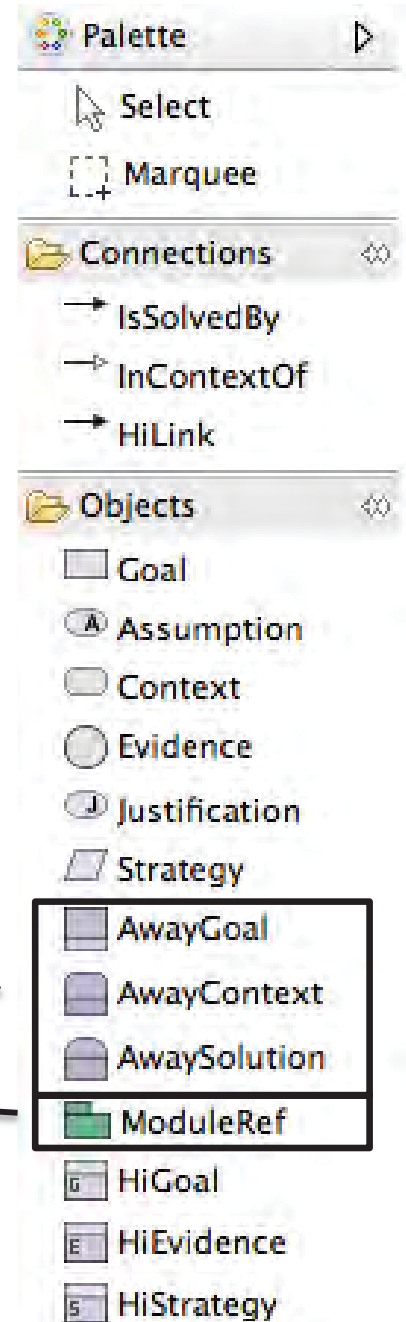 Palette
Select
Marquee
Connections
IsSolvedBy
InContextOf
HiLink
Objects
Goal
A Assumption
Context
Evidence
J Justification
Strategy
AwayGoal
AwayContext
AwaySolution
ModuleRef
G HiGoal
E HiEvidence
S HiStrategy